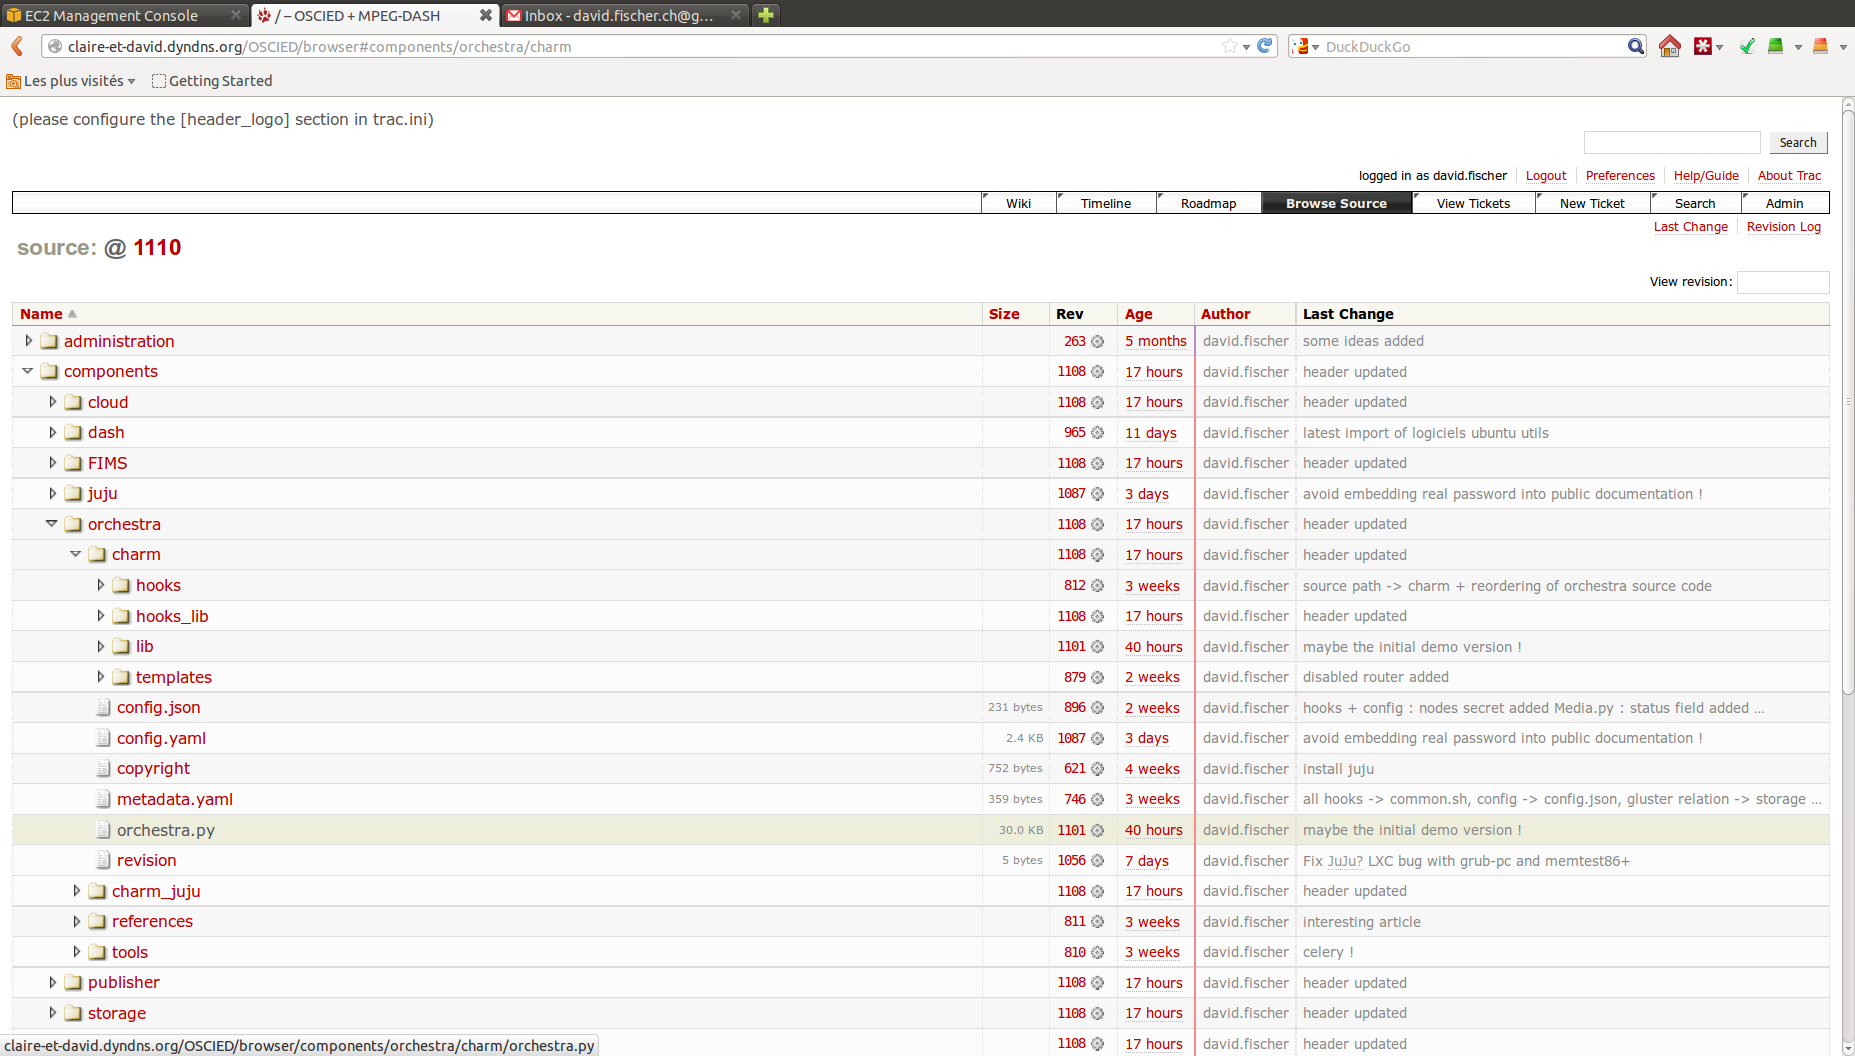 EC2 Management Console
/ – OSCIED + MPEG-DASH
Inbox - david.fischer.ch@g...
claire-et-david.dyndns.org/OSCIED/browser#components/orchestra/charm
DuckDuckGo
Les plus visités
Getting Started
(please configure the [header_logo] section in trac.ini)
Search
logged in as david.fischer Logout Preferences Help/Guide About Trac
Wiki Timeline Roadmap Browse Source View Tickets New Ticket Search Admin
Last Change Revision Log
source: @ 1110
View revision:
Name Size Rev Age Author Last Change
administration 263 5 months david.fischer some ideas added
components 1108 17 hours david.fischer header updated
cloud 1108 17 hours david.fischer header updated
dash 965 11 days david.fischer latest import of logiciels ubuntu utils
FIMS 1108 17 hours david.fischer header updated
juju 1087 3 days david.fischer avoid embedding real password into public documentation !
orchestra 1108 17 hours david.fischer header updated
charm 1108 17 hours david.fischer header updated
hooks 812 3 weeks david.fischer source path -> charm + reordering of orchestra source code
hooks_lib 1108 17 hours david.fischer header updated
lib 1101 40 hours david.fischer maybe the initial demo version !
templates 879 2 weeks david.fischer disabled router added
config.json 231 bytes 896 2 weeks david.fischer hooks + config : nodes secret added Media.py : status field added ...
config.yaml 2.4 KB 1087 3 days david.fischer avoid embedding real password into public documentation !
copyright 752 bytes 621 4 weeks david.fischer install juju
metadata.yaml 359 bytes 746 3 weeks david.fischer all hooks -> common.sh, config -> config.json, gluster relation -> storage ...
orchestra.py 30.0 KB 1101 40 hours david.fischer maybe the initial demo version !
revision 5 bytes 1056 7 days david.fischer Fix JuJu? LXC bug with grub-pc and memtest86+
charm_juju 1108 17 hours david.fischer header updated
references 811 3 weeks david.fischer interesting article
tools 810 3 weeks david.fischer celery !
publisher 1108 17 hours david.fischer header updated
storage 1108 17 hours david.fischer header updated
1108 17 hours david.fischer header updated
claire-et-david.dyndns.org/OSCIED/browser/components/orchestra/charm/orchestra.py